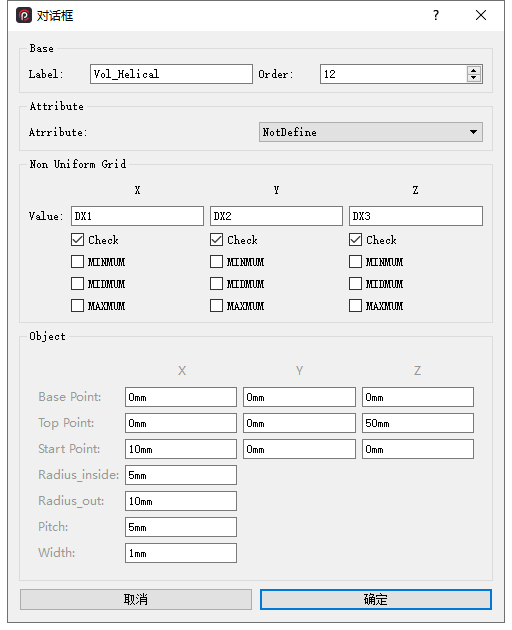 对话框
Base
Label: Vol_Helical Order: 12
Attribute
Atrribute: NotDefine
Non Uniform Grid
X Y Z
Value: DX1 DX2 DX3
Check Check Check
MINMUM MINMUM MINMUM
MIDMUM MIDMUM MIDMUM
MAXMUM MAXMUM MAXMUM
Object
X Y Z
Base Point: 0mm 0mm 0mm
Top Point: 0mm 0mm 50mm
Start Point: 10mm 0mm 0mm
Radius_inside: 5mm
Radius_out: 10mm
Pitch: 5mm
Width: 1mm
取消 确定